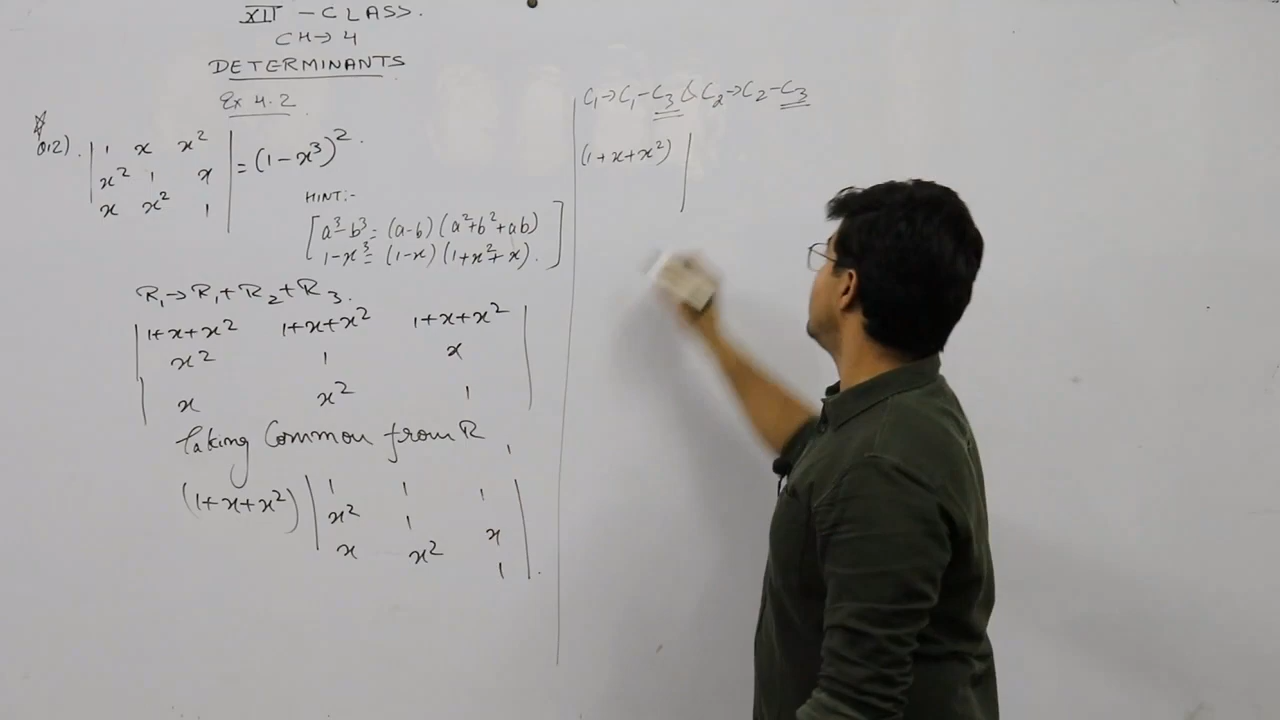 XII - CLASS.
CH→ 4
DETERMINANTS
Ex 4.2
Q12). | 1 x x² | = (1-x³)².
| x² 1 x |
| x x² 1 |
HINT:-
[ a³-b³ = (a-b) (a²+b²+ab)
1-x³ = (1-x) (1+x²+x). ]
R₁→R₁+R₂+R₃.
| 1+x+x² 1+x+x² 1+x+x² |
| x² 1 x |
| x x² 1 |
Taking Common from R₁
(1+x+x²) | 1 1 1 |
| x² 1 x |
| x x² 1 |.
C₁→C₁-C₃ & C₂→C₂-C₃
(1+x+x²) |